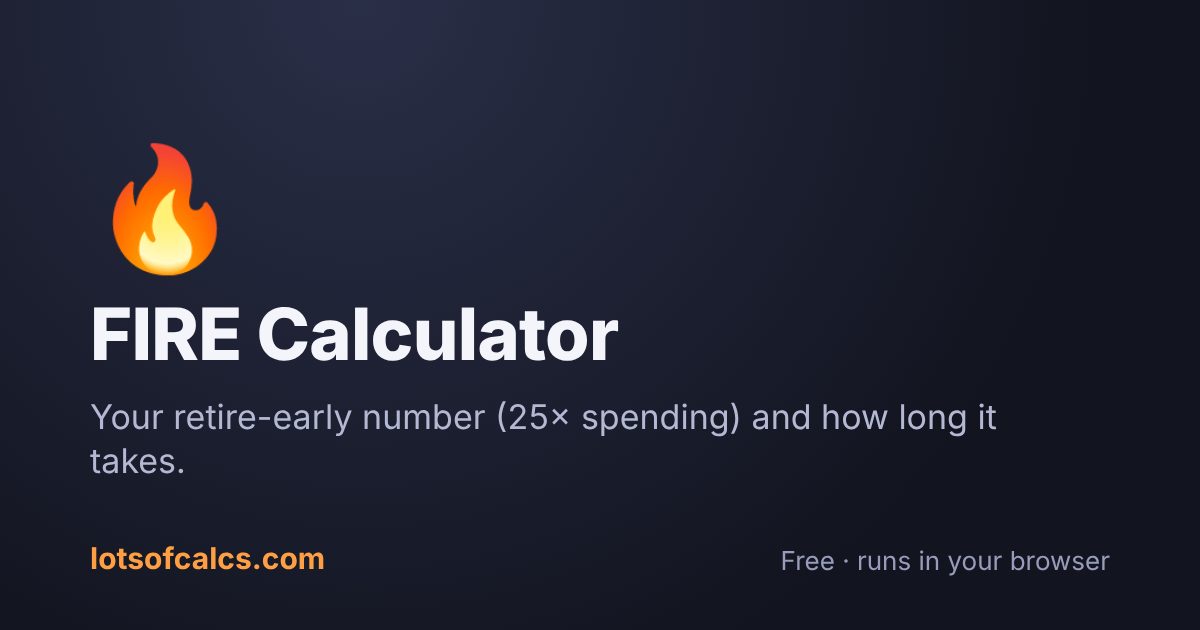 FIRE Calculator
Your retire-early number (25× spending) and how long it
takes.
lotsofcalcs.com
Free · runs in your browser